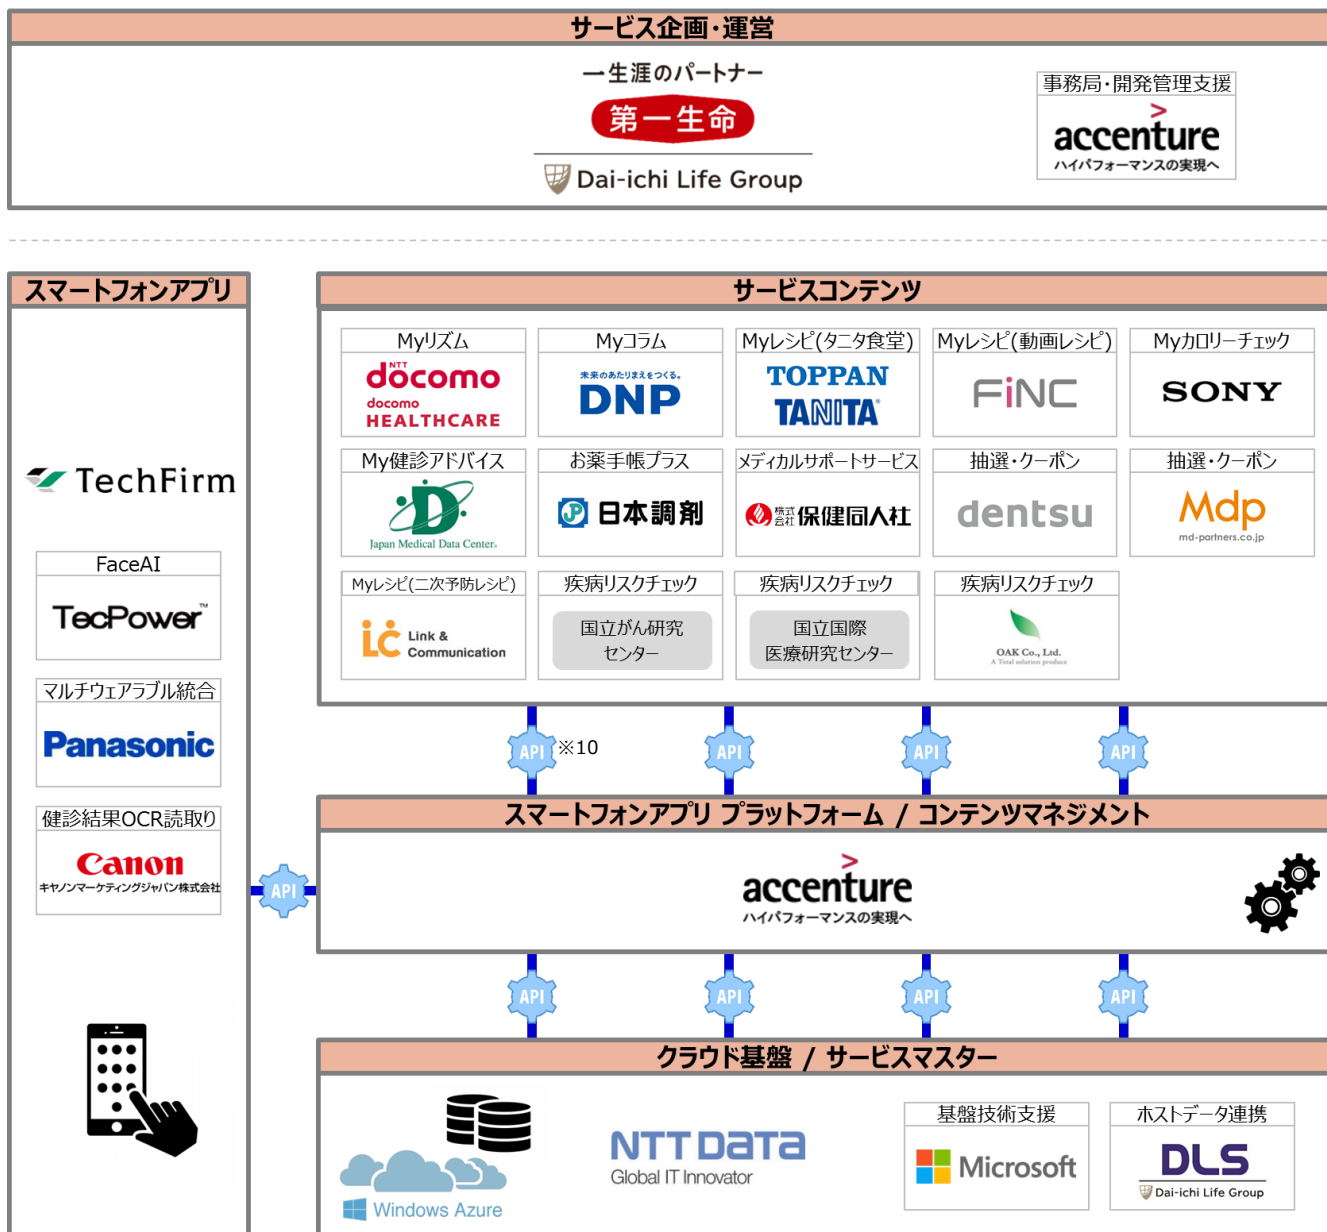 サービス企画・運営
一生涯のパートナー
第一生命
Dai-ichi Life Group
事務局・開発管理支援
accenture
ハイパフォーマンスの実現へ
スマートフォンアプリ
TechFirm
FaceAI
TecPower™
マルチウェアラブル統合
Panasonic
健診結果OCR読取り
Canon
キヤノンマーケティングジャパン株式会社
サービスコンテンツ
Myリズム
NTT
docomo
docomo
HEALTHCARE
Myコラム
未来のあたりまえをつくる。
DNP
Myレシピ(タニタ食堂)
TOPPAN
TANITA
Myレシピ(動画レシピ)
FiNC
Myカロリーチェック
SONY
My健診アドバイス
Japan Medical Data Center.
お薬手帳プラス
JP 日本調剤
メディカルサポートサービス
株式会社 保健同人社
抽選・クーポン
dentsu
抽選・クーポン
Mdp
md-partners.co.jp
Myレシピ(二次予防レシピ)
LC Link &
Communication
疾病リスクチェック
国立がん研究
センター
疾病リスクチェック
国立国際
医療研究センター
疾病リスクチェック
OAK Co., Ltd.
A Total solution produce
API ※10
API
API
API
スマートフォンアプリ プラットフォーム / コンテンツマネジメント
accenture
ハイパフォーマンスの実現へ
API
API
API
API
API
クラウド基盤 / サービスマスター
Windows Azure
NTT DATA
Global IT Innovator
基盤技術支援
Microsoft
ホストデータ連携
DLS
Dai-ichi Life Group